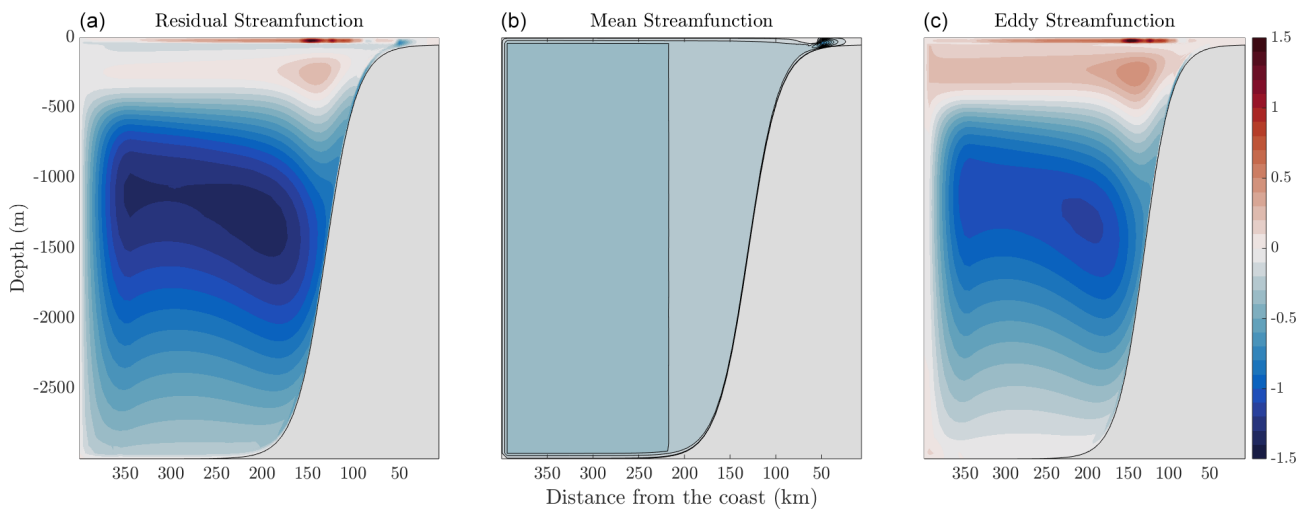 (a) Residual Streamfunction
(b) Mean Streamfunction
(c) Eddy Streamfunction
0
-500
-1000
-1500
-2000
-2500
Depth (m)
350 300 250 200 150 100 50
350 300 250 200 150 100 50
350 300 250 200 150 100 50
Distance from the coast (km)
1.5
1
0.5
0
-0.5
-1
-1.5